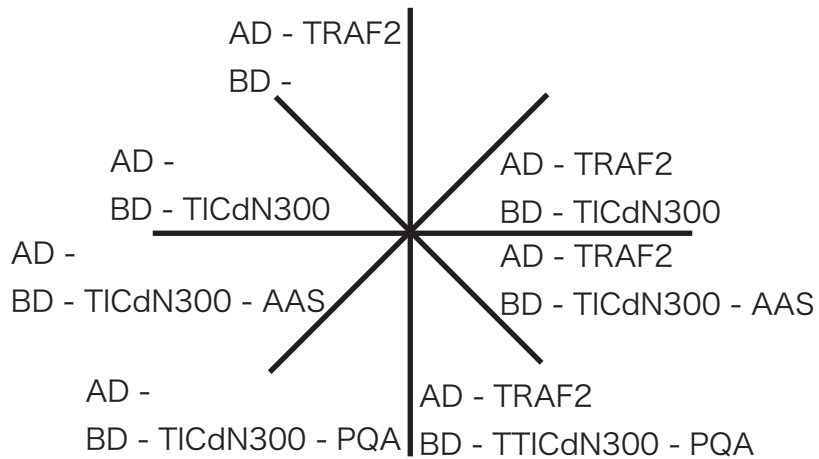 AD - TRAF2
BD -
AD -
BD - TICdN300
AD - TRAF2
BD - TICdN300
AD -
BD - TICdN300 - AAS
AD - TRAF2
BD - TICdN300 - AAS
AD -
BD - TICdN300 - PQA
AD - TRAF2
BD - TTICdN300 - PQA